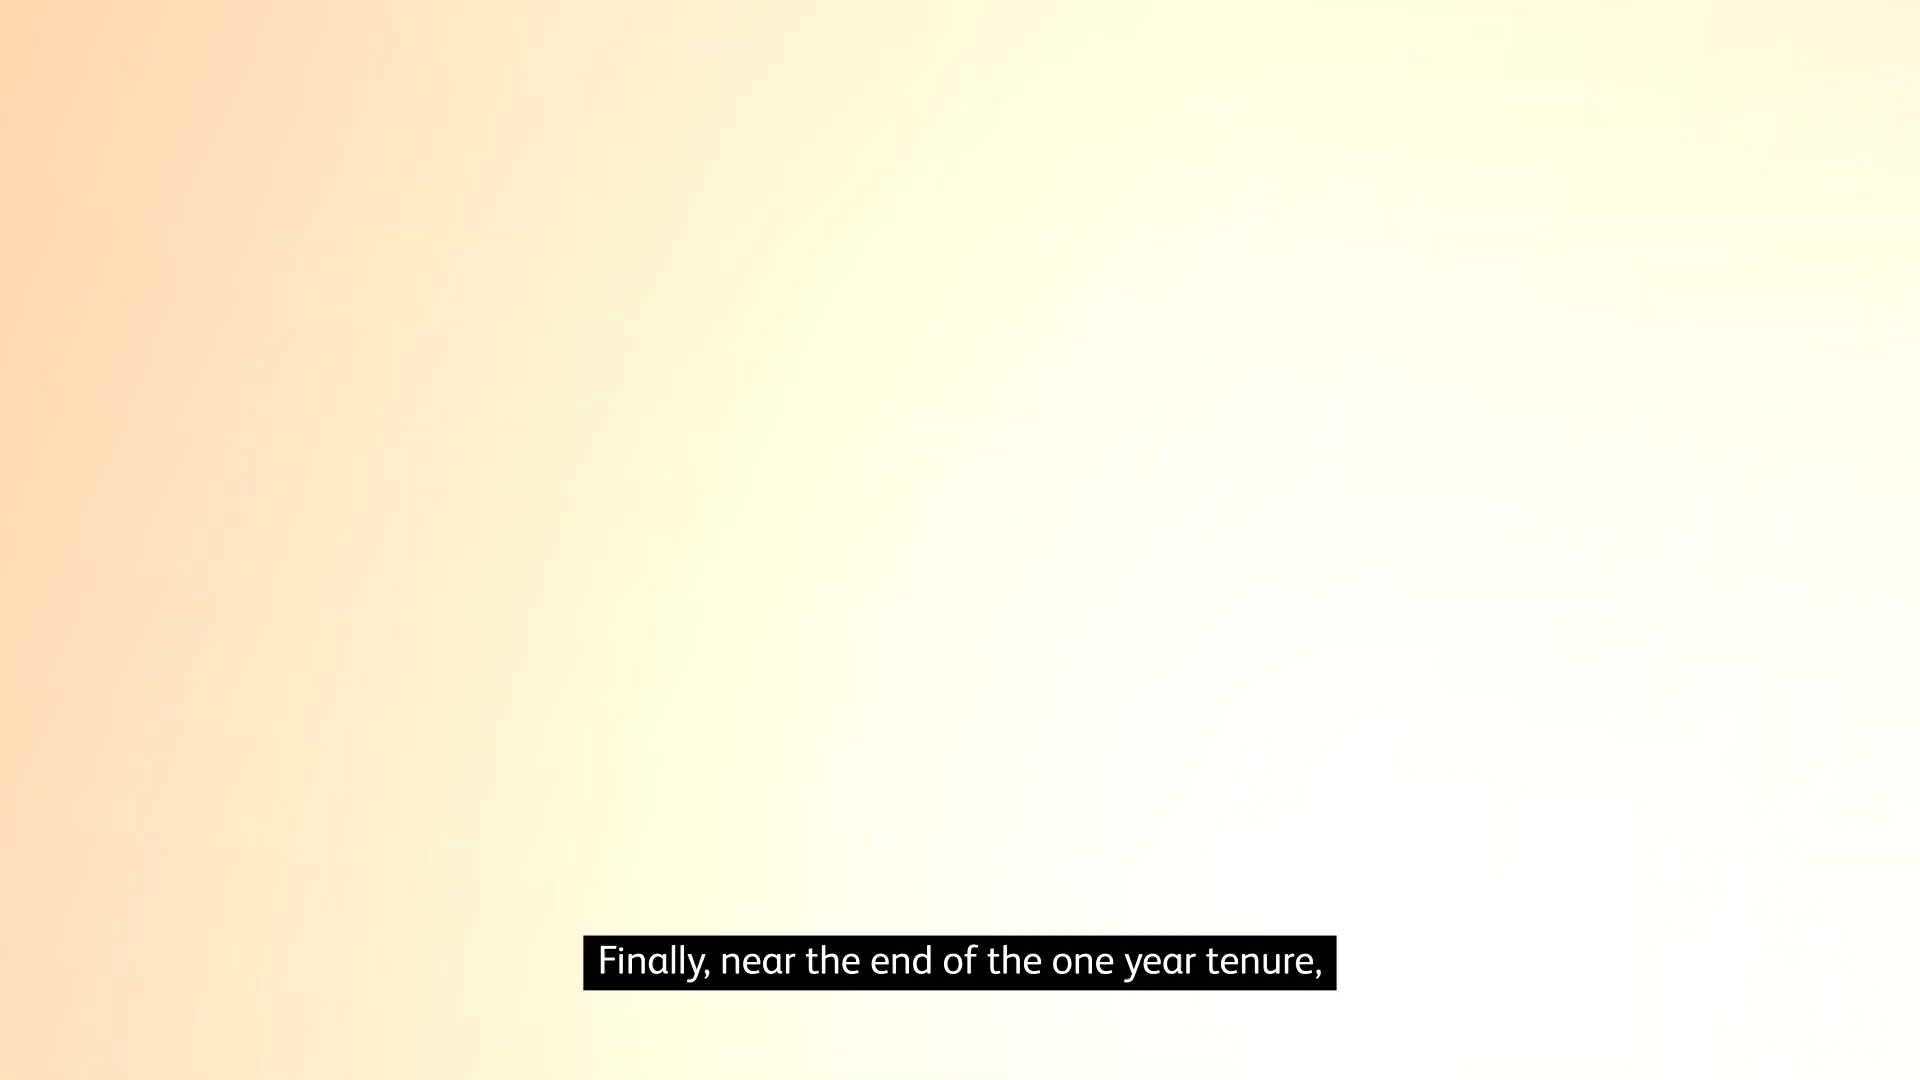 Finally, near the end of the one year tenure,